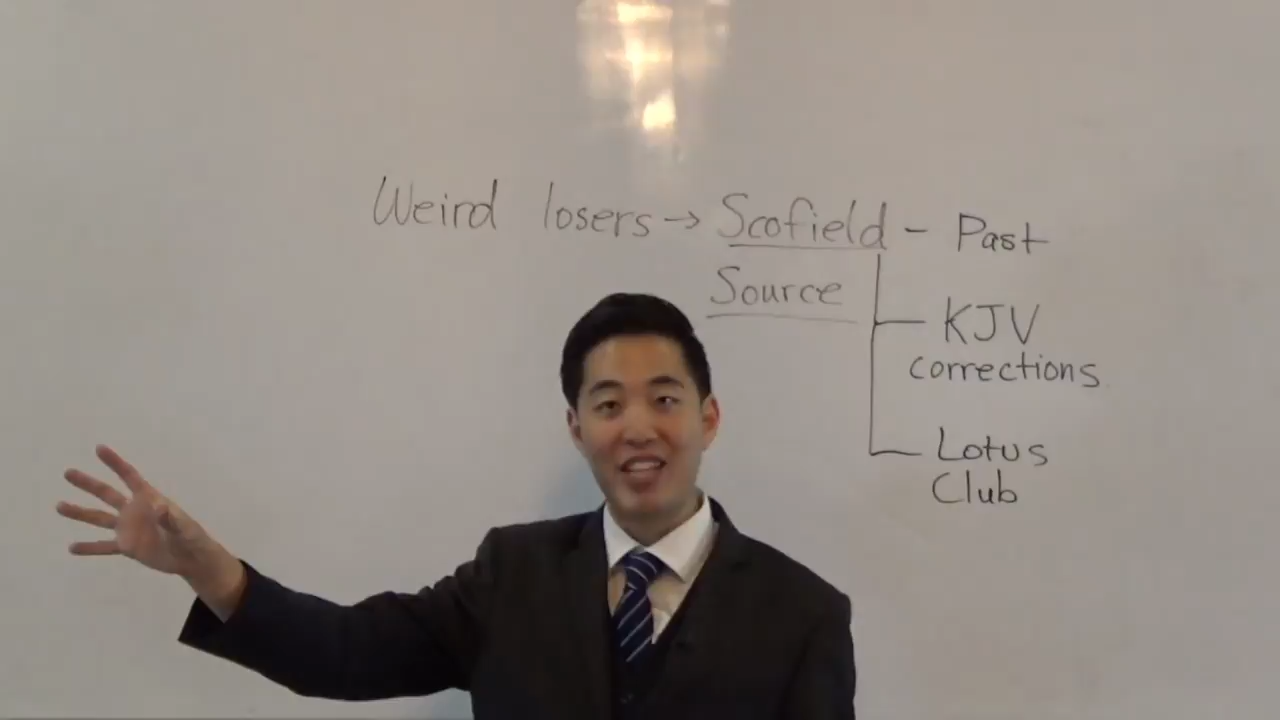 Weird losers → Scofield - Past
Source
KJV
corrections
Lotus
Club